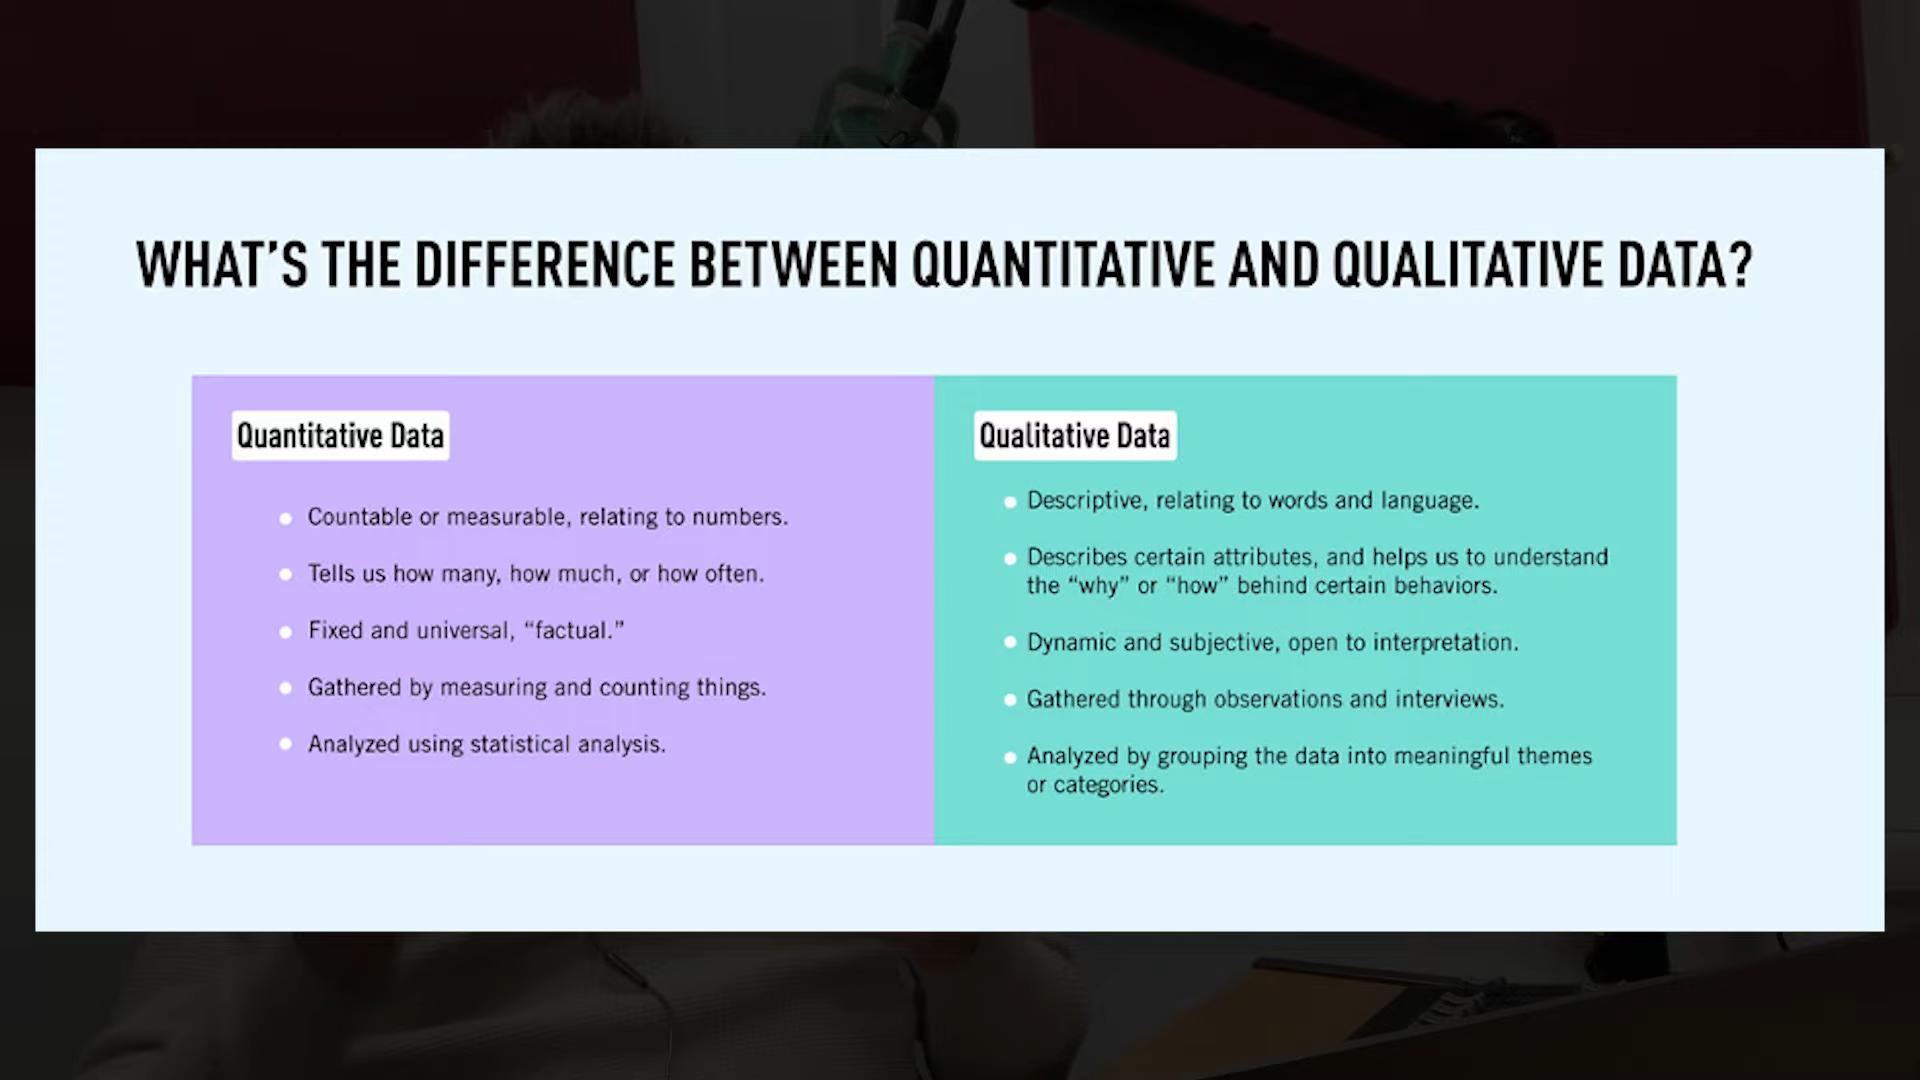 WHAT’S THE DIFFERENCE BETWEEN QUANTITATIVE AND QUALITATIVE DATA?
Quantitative Data
Countable or measurable, relating to numbers.
Tells us how many, how much, or how often.
Fixed and universal, “factual.”
Gathered by measuring and counting things.
Analyzed using statistical analysis.
Qualitative Data
Descriptive, relating to words and language.
Describes certain attributes, and helps us to understand
the “why” or “how” behind certain behaviors.
Dynamic and subjective, open to interpretation.
Gathered through observations and interviews.
Analyzed by grouping the data into meaningful themes
or categories.